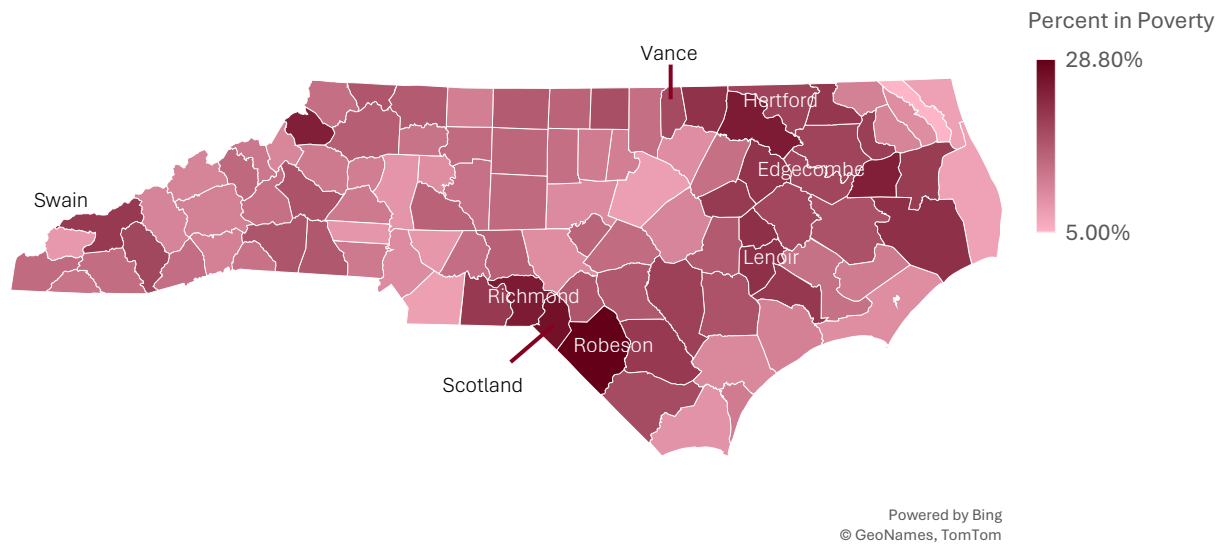 Percent in Poverty
28.80%
5.00%
Vance
Hertford
Edgecombe
Swain
Lenoir
Richmond
Robeson
Scotland
Powered by Bing
© GeoNames, TomTom